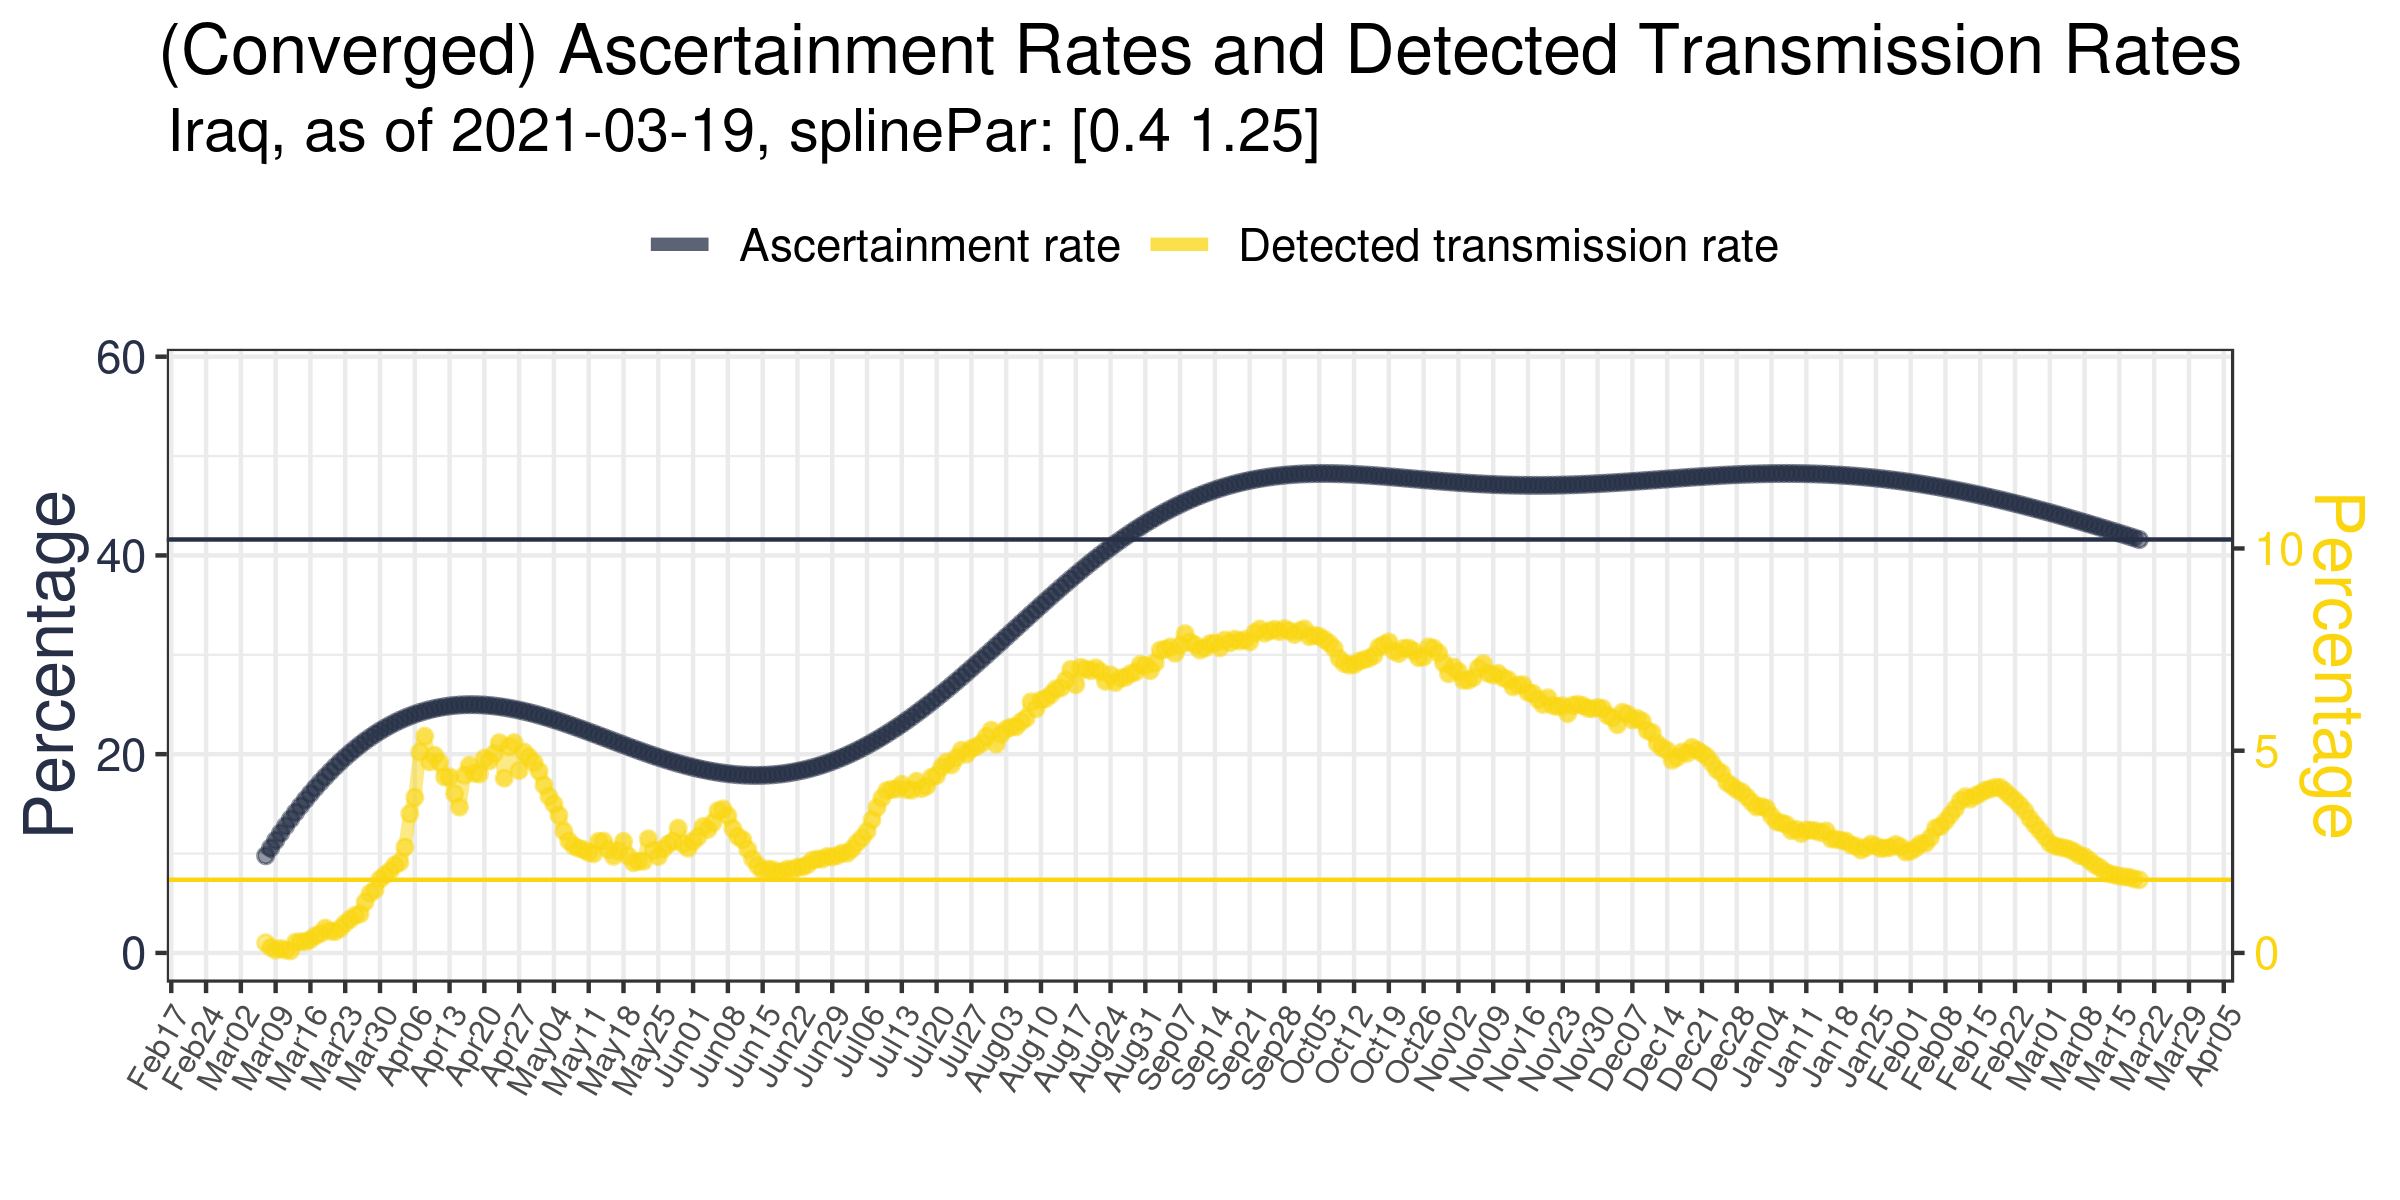 (Converged) Ascertainment Rates and Detected Transmission Rates
Iraq, as of 2021-03-19, splinePar: [0.4 1.25]
Ascertainment rate
Detected transmission rate
Percentage
60
40
20
0
10
5
0
Percentage
Feb17
Feb24
Mar02
Mar09
Mar16
Mar23
Mar30
Apr06
Apr13
Apr20
Apr27
May04
May11
May18
May25
Jun01
Jun08
Jun15
Jun22
Jun29
Jul06
Jul13
Jul20
Jul27
Aug03
Aug10
Aug17
Aug24
Aug31
Sep07
Sep14
Sep21
Sep28
Oct05
Oct12
Oct19
Oct26
Nov02
Nov09
Nov16
Nov23
Nov30
Dec07
Dec14
Dec21
Dec28
Jan04
Jan11
Jan18
Jan25
Feb01
Feb08
Feb15
Feb22
Mar01
Mar08
Mar15
Mar22
Mar29
Apr05